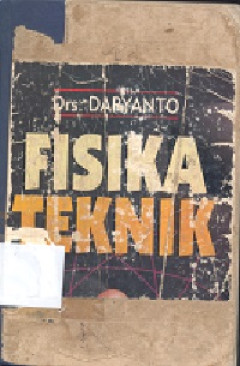 Drs. DARYANTO
FISIKA
TEKNIK